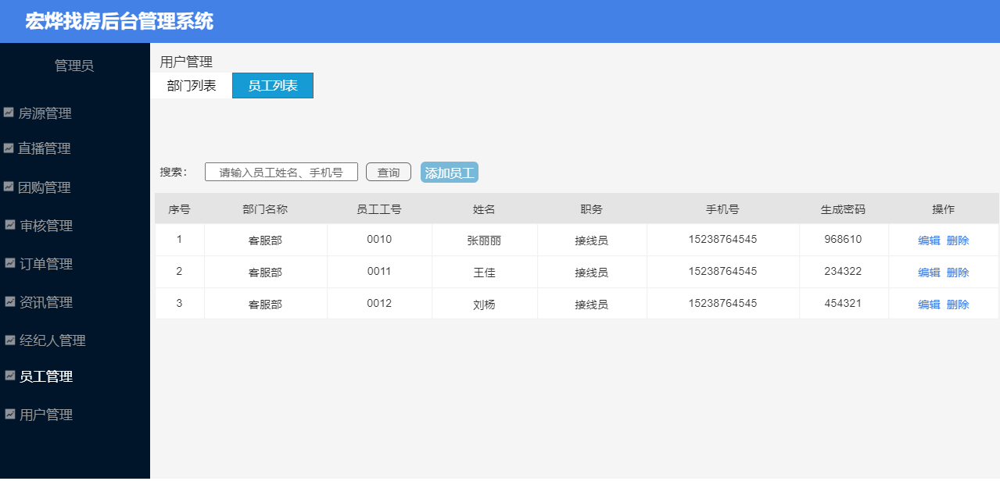 宏烨找房后台管理系统
管理员
房源管理
直播管理
团购管理
审核管理
订单管理
资讯管理
经纪人管理
员工管理
用户管理
用户管理
部门列表 员工列表
搜索： 请输入员工姓名、手机号 查询 添加员工
序号 部门名称 员工工号 姓名 职务 手机号 生成密码 操作
1 客服部 0010 张丽丽 接线员 15238764545 968610 编辑 删除
2 客服部 0011 王佳 接线员 15238764545 234322 编辑 删除
3 客服部 0012 刘杨 接线员 15238764545 454321 编辑 删除